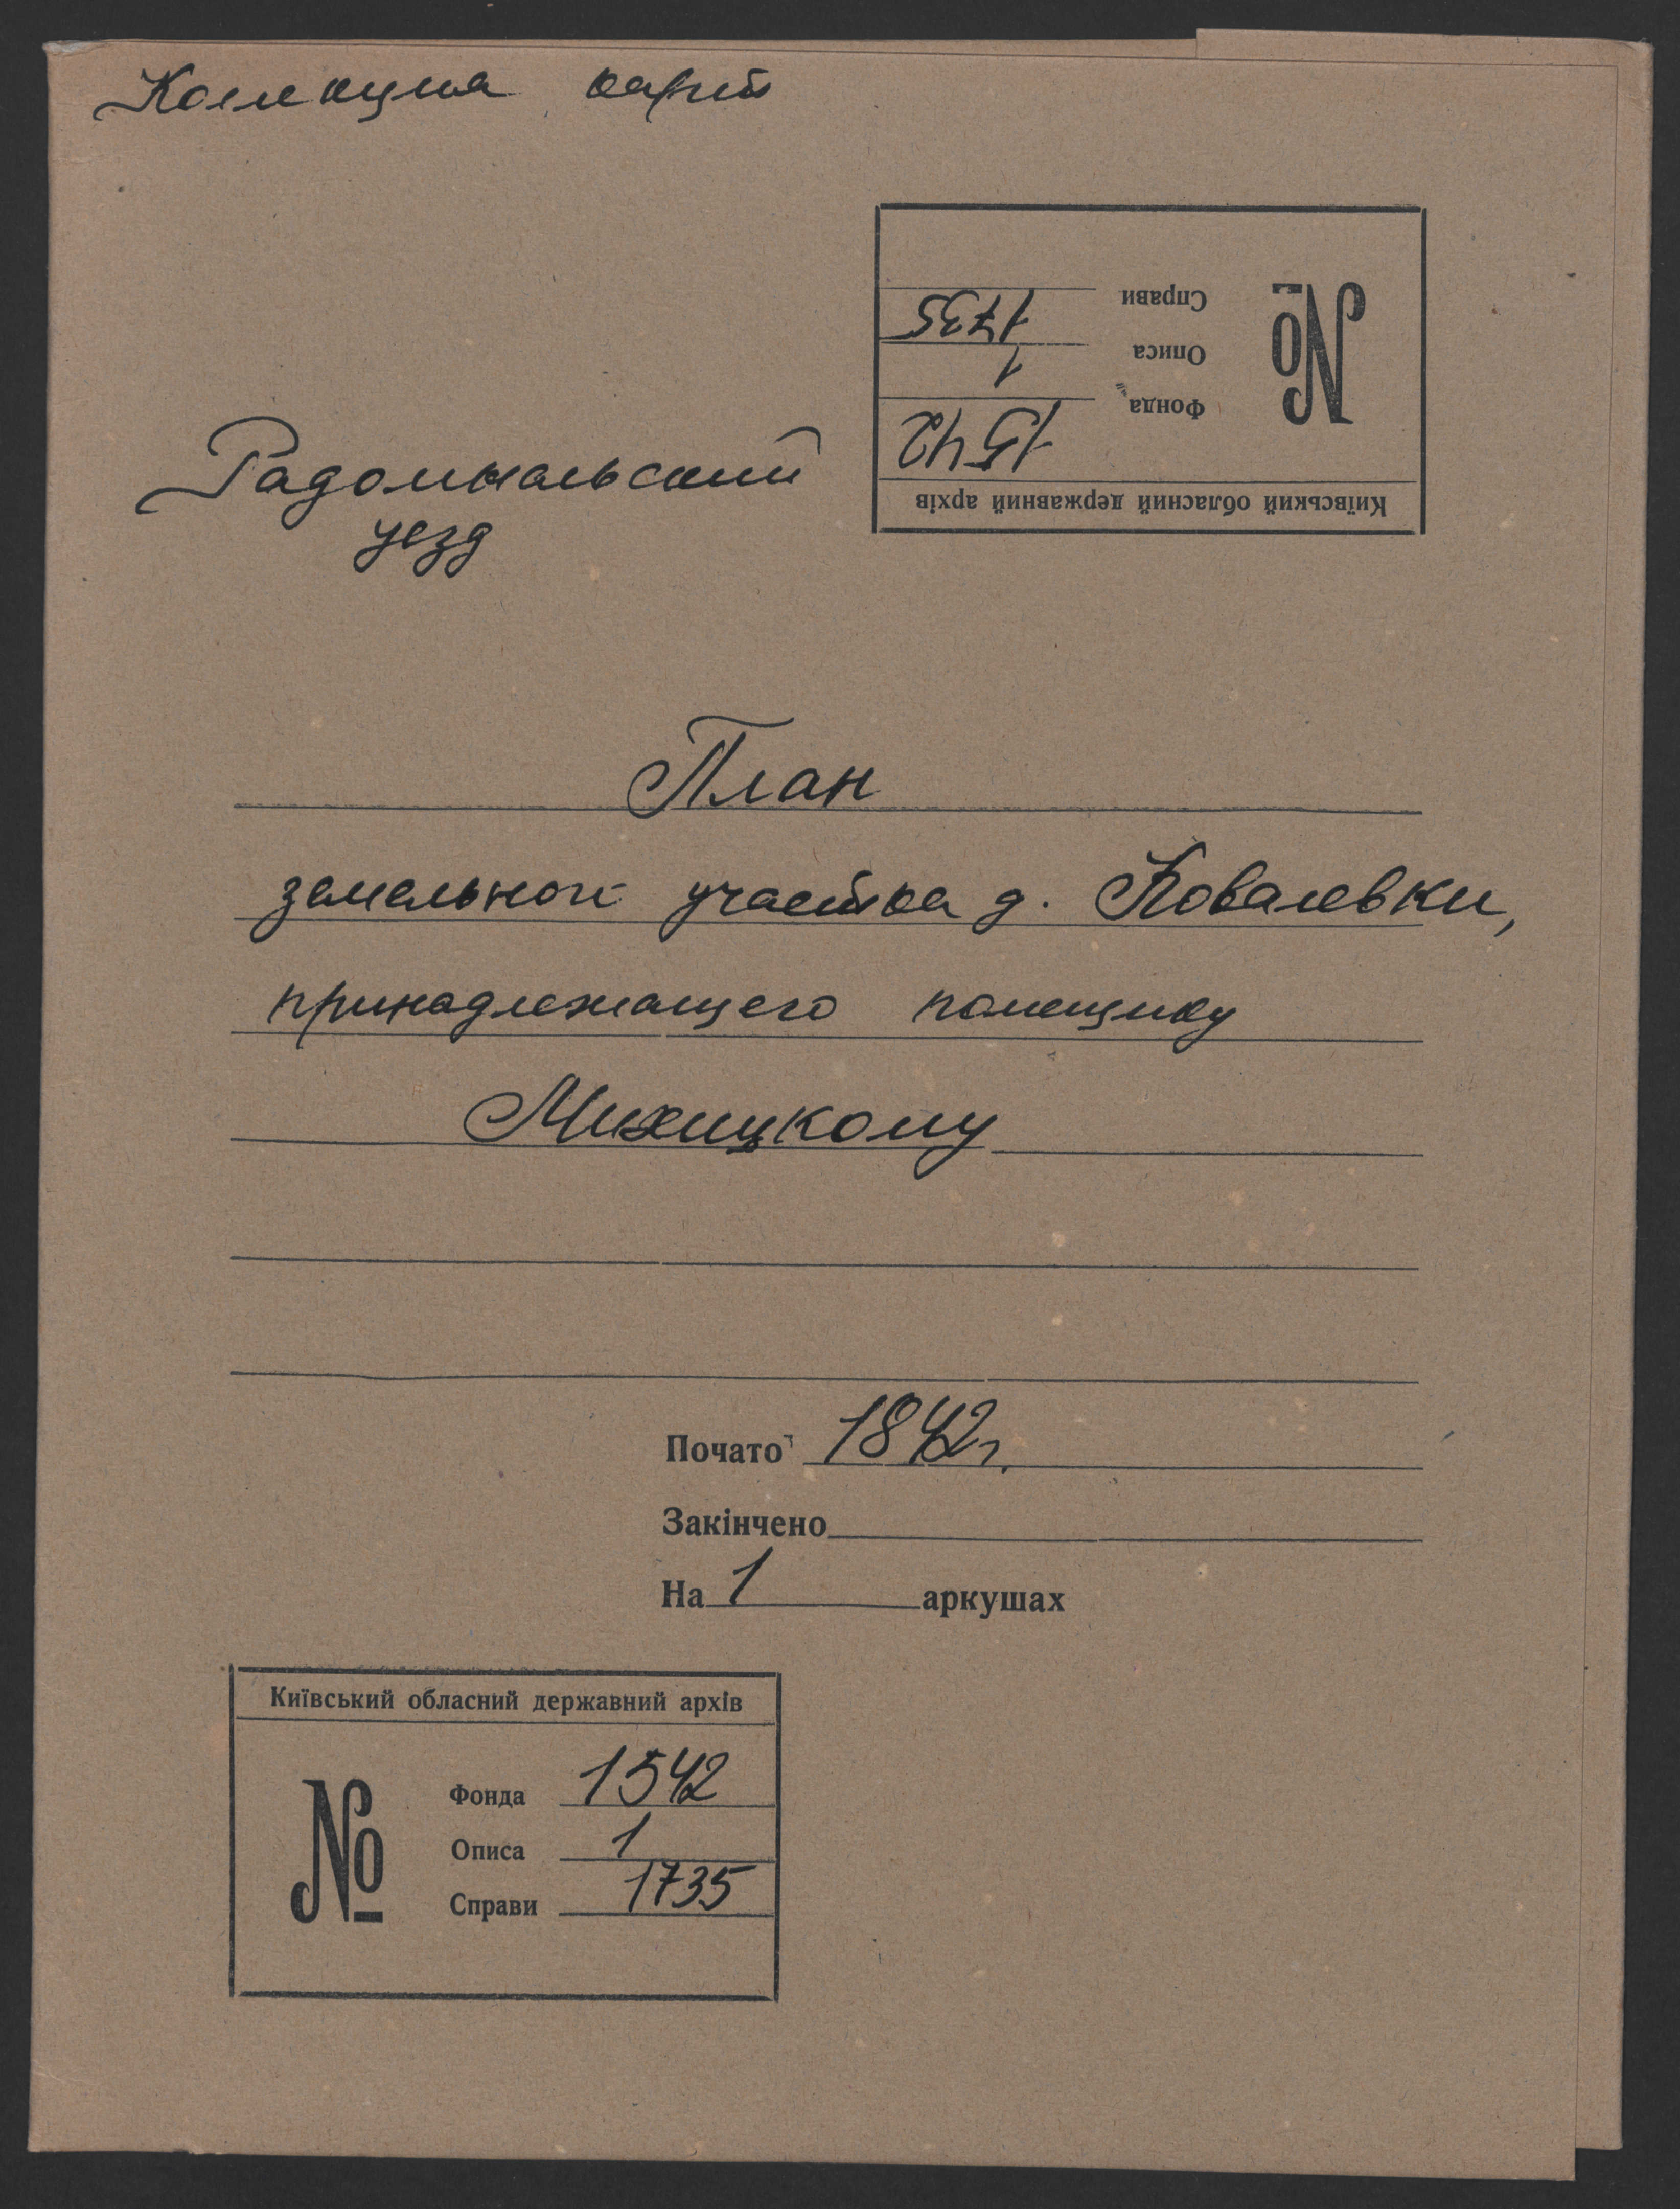 Коллекция карт
Справи 1735
Описа 1
Фонда 1542
Київський обласний державний архів
№
Радомысльский
уезд
План
земельного участка д. Ковалевки,
принадлежащего помещику
Михицкому
Почато 1842г.
Закінчено
На 1 аркушах
Київський обласний державний архів
№
Фонда 1542
Описа 1
Справи 1735